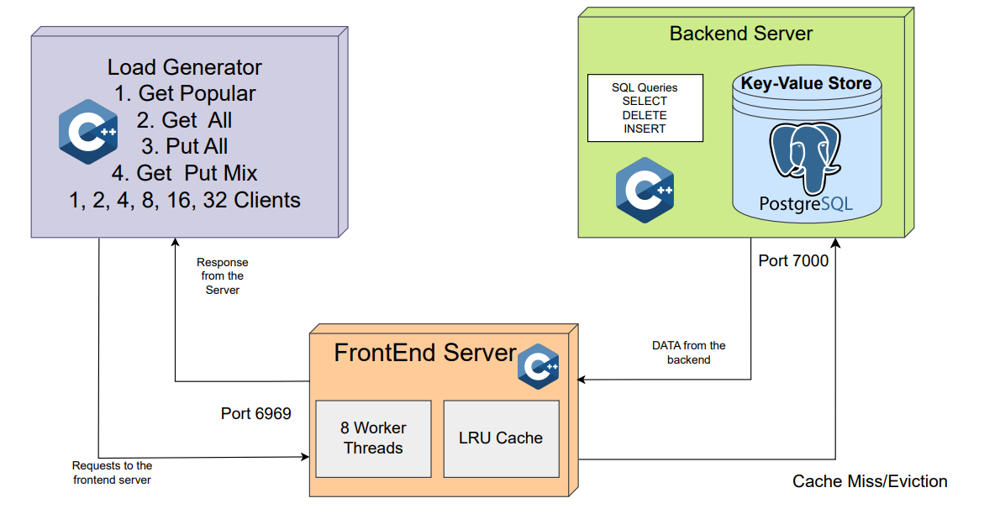 Load Generator
1. Get Popular
2. Get All
3. Put All
4. Get Put Mix
1, 2, 4, 8, 16, 32 Clients
C++
Backend Server
SQL Queries
SELECT
DELETE
INSERT
C++
Key-Value Store
PostgreSQL
Response
from the
Server
Port 7000
DATA from the
backend
FrontEnd Server
C++
Port 6969
8 Worker
Threads
LRU Cache
Requests to the
frontend server
Cache Miss/Eviction